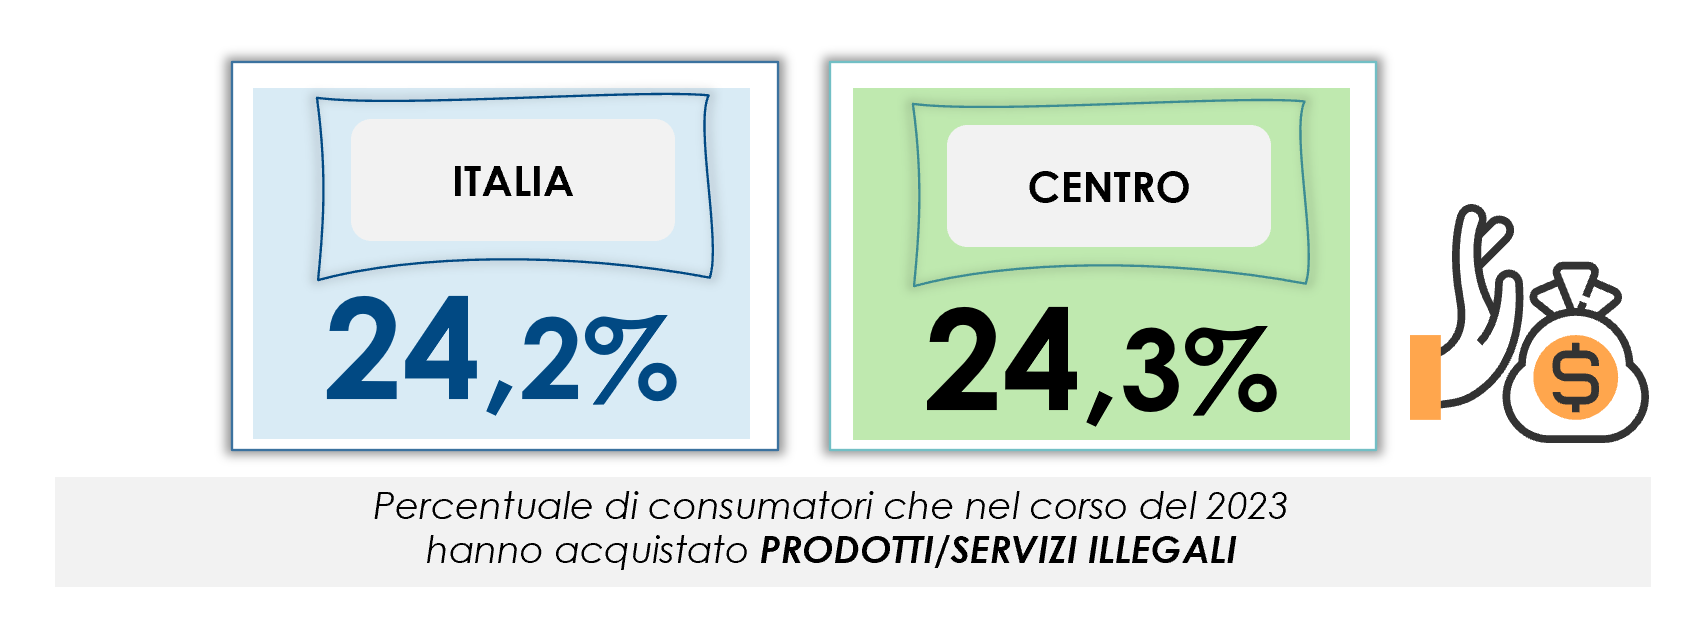 ITALIA
CENTRO
24,2%
24,3%
$
Percentuale di consumatori che nel corso del 2023
hanno acquistato PRODOTTI/SERVIZI ILLEGALI